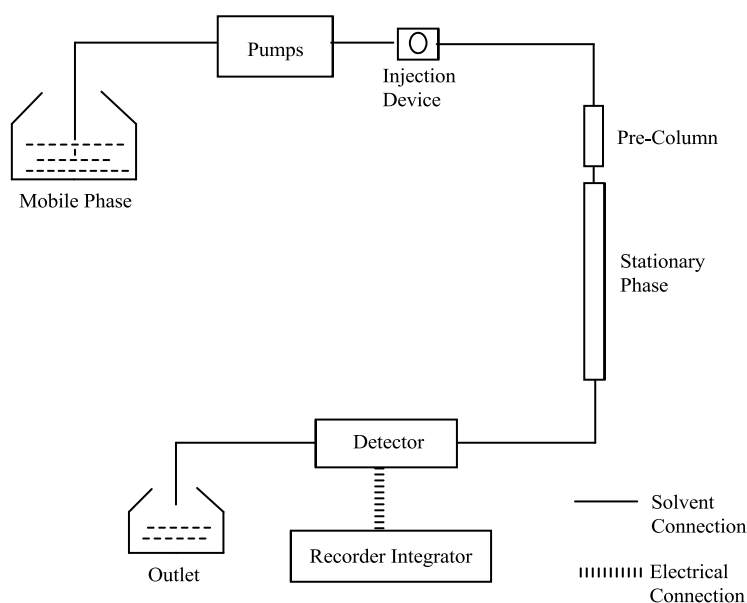 Pumps
Injection
Device
Pre-Column
Mobile Phase
Stationary
Phase
Detector
Solvent
Connection
Recorder Integrator
Outlet
Electrical
Connection